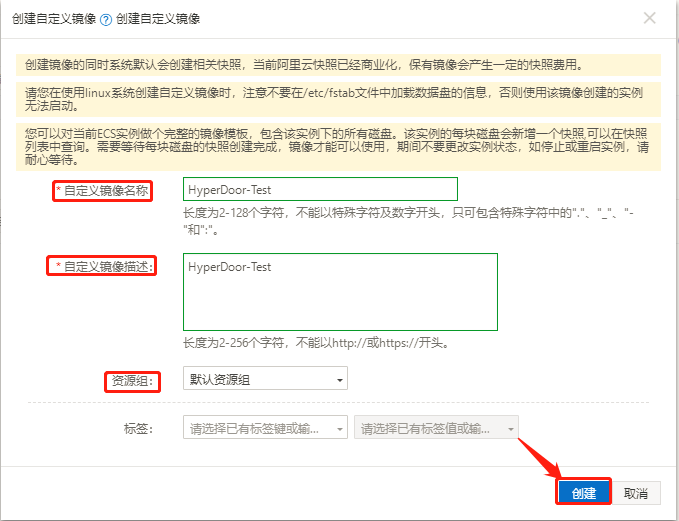 创建自定义镜像 ? 创建自定义镜像
创建镜像的同时系统默认会创建相关快照，当前阿里云快照已经商业化，保有镜像会产生一定的快照费用。
请您在使用linux系统创建自定义镜像时，注意不要在/etc/fstab文件中加载数据盘的信息，否则使用该镜像创建的实例
无法启动。
您可以对当前ECS实例做个完整的镜像模板，包含该实例下的所有磁盘。该实例的每块磁盘会新增一个快照,可以在快照
列表中查询。需要等待每块磁盘的快照创建完成，镜像才能可以使用，期间不要更改实例状态，如停止或重启实例，请
耐心等待。
* 自定义镜像名称
HyperDoor-Test
长度为2-128个字符，不能以特殊字符及数字开头，只可包含特殊字符中的"."、"_"、"-
"和":"。
* 自定义镜像描述：
HyperDoor-Test
长度为2-256个字符，不能以http://或https://开头。
资源组：
默认资源组
标签：
请选择已有标签键或输...
请选择已有标签值或输...
创建
取消